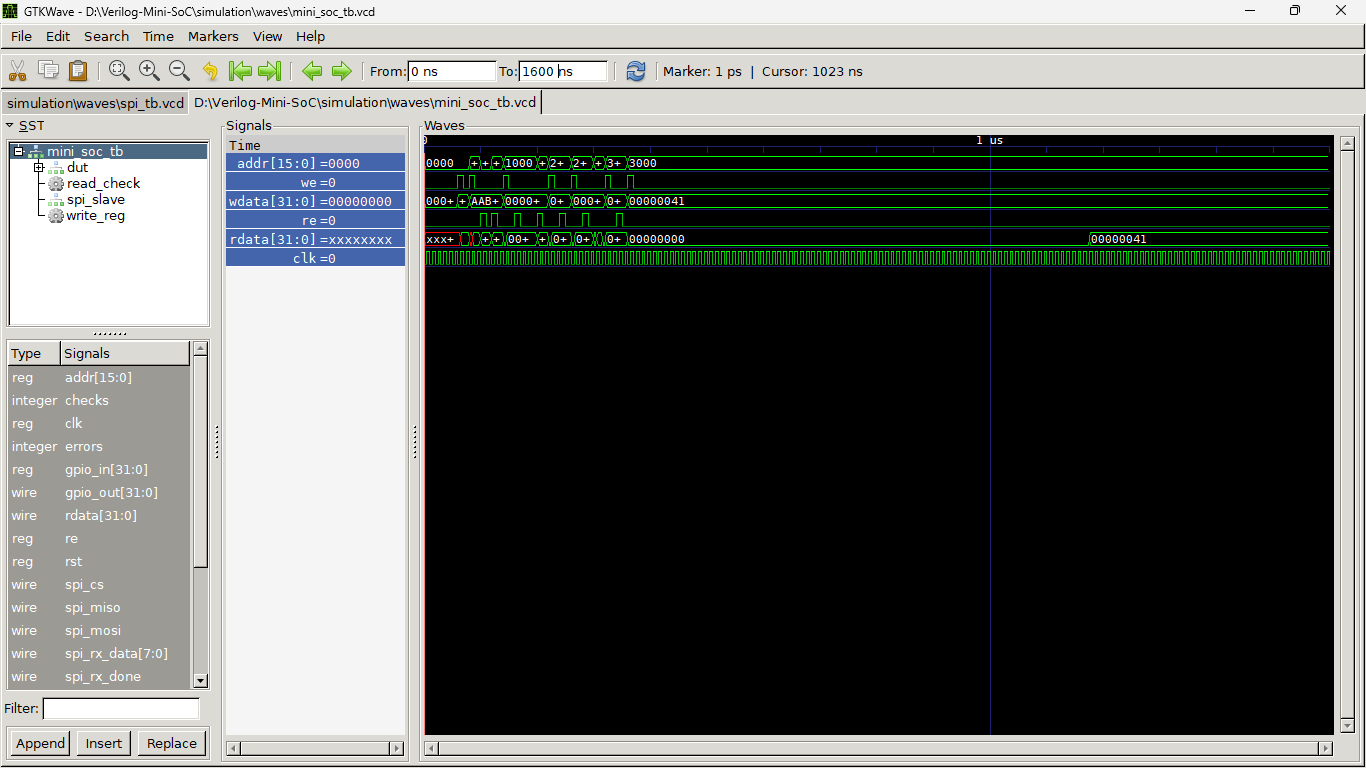 GTKWave - D:\Verilog-Mini-SoC\simulation\waves\mini_soc_tb.vcd
File Edit Search Time Markers View Help
From: 0 ns To: 1600 ns Marker: 1 ps | Cursor: 1023 ns
simulation\waves\spi_tb.vcd D:\Verilog-Mini-SoC\simulation\waves\mini_soc_tb.vcd
SST
mini_soc_tb
dut
read_check
spi_slave
write_reg
Type Signals
reg addr[15:0]
integer checks
reg clk
integer errors
reg gpio_in[31:0]
wire gpio_out[31:0]
wire rdata[31:0]
reg re
reg rst
wire spi_cs
wire spi_miso
wire spi_mosi
wire spi_rx_data[7:0]
wire spi_rx_done
Filter:
Append Insert Replace
Signals
Time
addr[15:0] =0000
we =0
wdata[31:0] =00000000
re =0
rdata[31:0] =xxxxxxxx
clk =0
Waves
1 us
0000 + + + 1000 + 2+ 2+ + 3+ 3000
000+ + AAB+ 0000+ 0+ 000+ 0+ 00000041
xxx+ + + 00+ + 0+ 0+ 0+ 00000000 00000041